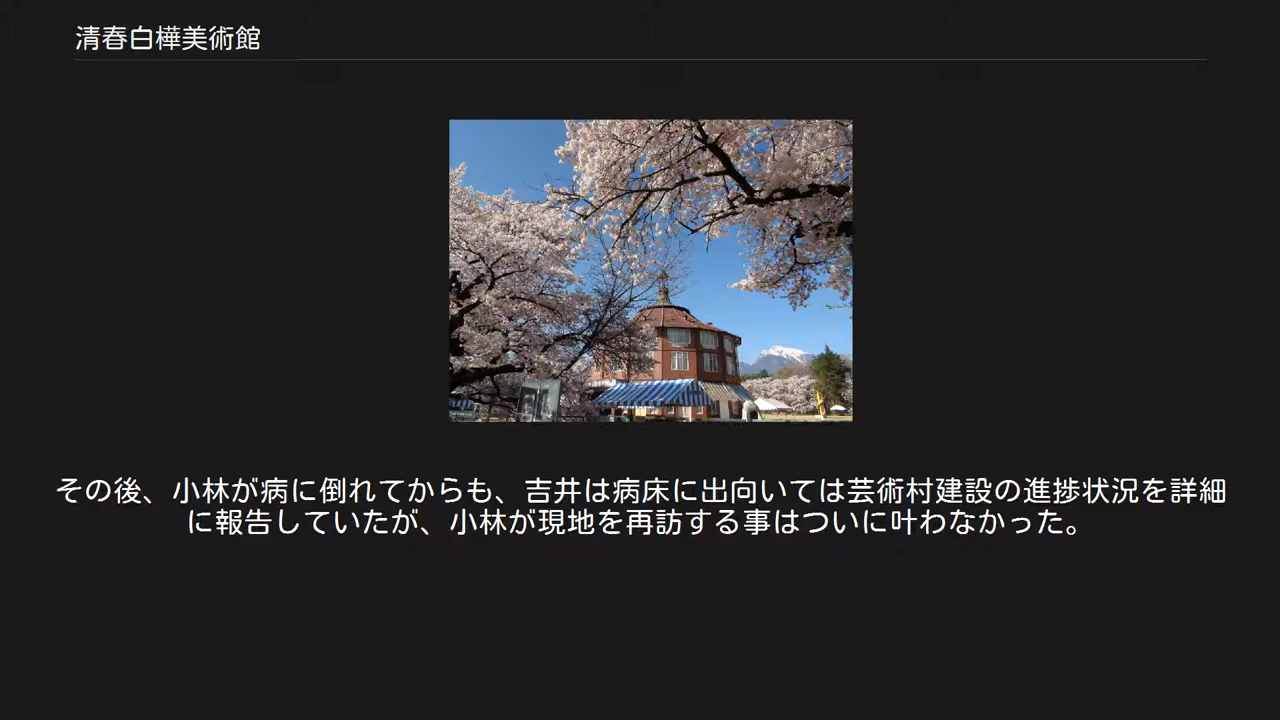 清春白樺美術館
その後、小林が病に倒れてからも、吉井は病床に出向いては芸術村建設の進捗状況を詳細
に報告していたが、小林が現地を再訪する事はついに叶わなかった。